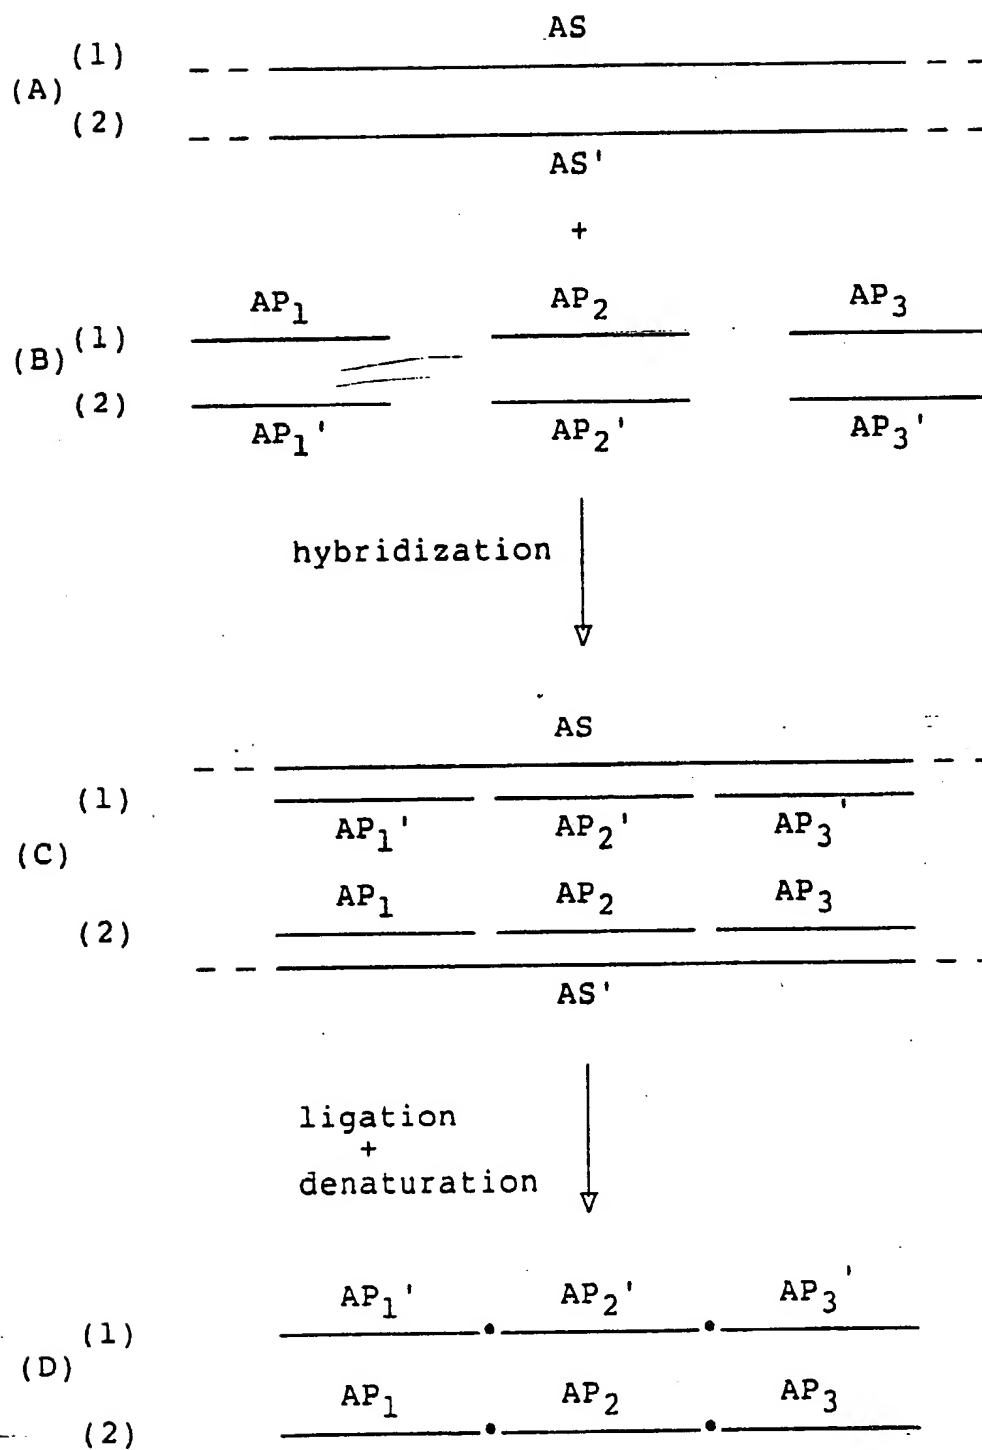 AS
(1)
(A)
(2)
AS'
+
AP₁ AP₂ AP₃
(1)
(B)
(2)
AP₁' AP₂' AP₃'
hybridization
AS
(1)
AP₁' AP₂' AP₃'
(C)
AP₁ AP₂ AP₃
(2)
AS'
ligation
+
denaturation
AP₁' AP₂' AP₃'
(1)
(D)
AP₁ AP₂ AP₃
(2)